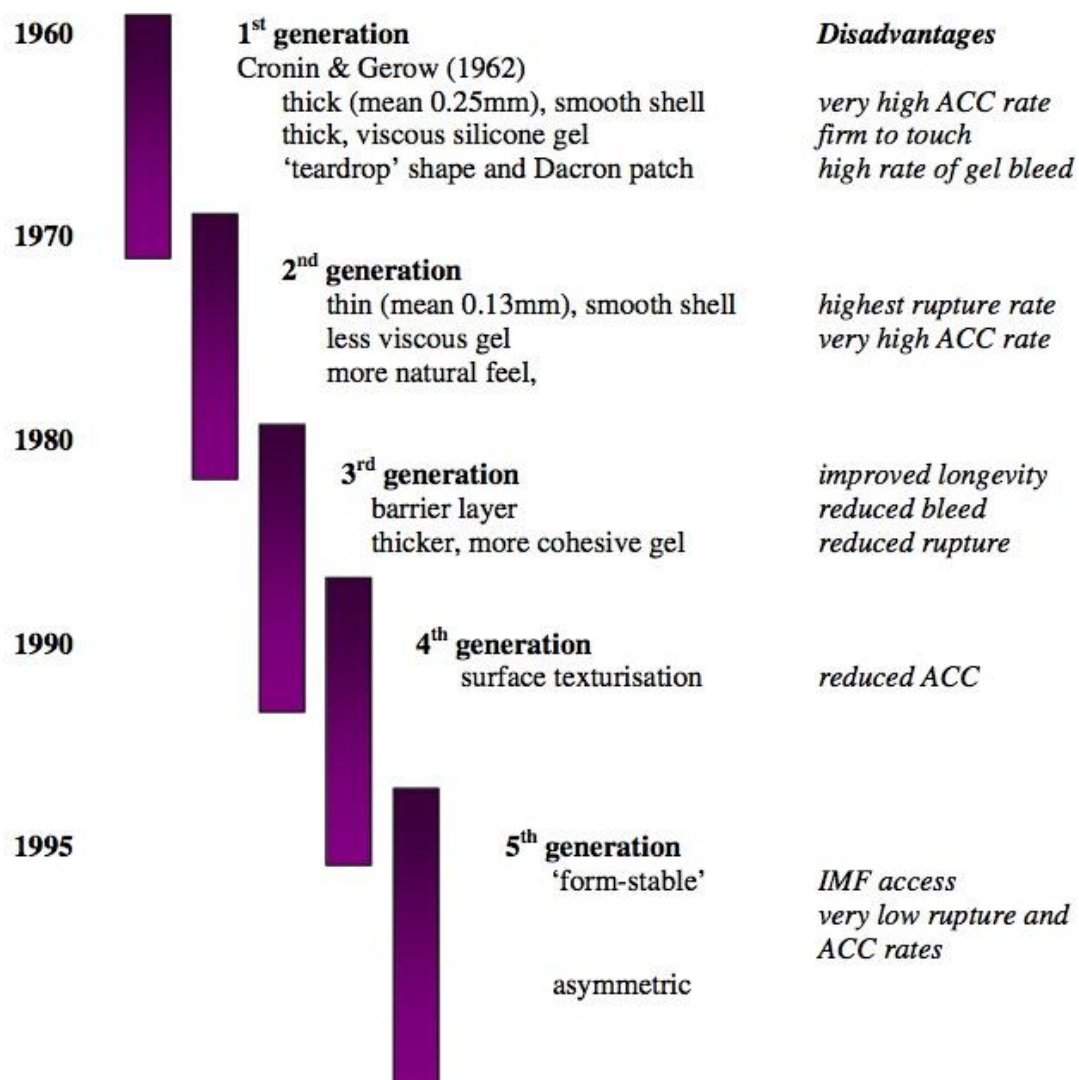 1960 1st generation Disadvantages
Cronin & Gerow (1962)
thick (mean 0.25mm), smooth shell very high ACC rate
thick, viscous silicone gel firm to touch
‘teardrop’ shape and Dacron patch high rate of gel bleed
1970
2nd generation
thin (mean 0.13mm), smooth shell highest rupture rate
less viscous gel very high ACC rate
more natural feel,
1980
3rd generation improved longevity
barrier layer reduced bleed
thicker, more cohesive gel reduced rupture
1990 4th generation
surface texturisation reduced ACC
1995 5th generation
‘form-stable’ IMF access
very low rupture and
ACC rates
asymmetric